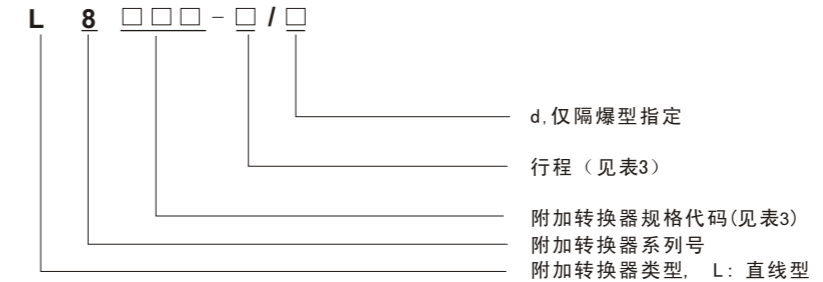 L 8 □□□-□/□
d,仅隔爆型指定
行程（见表3）
附加转换器规格代码(见表3)
附加转换器系列号
附加转换器类型, L: 直线型